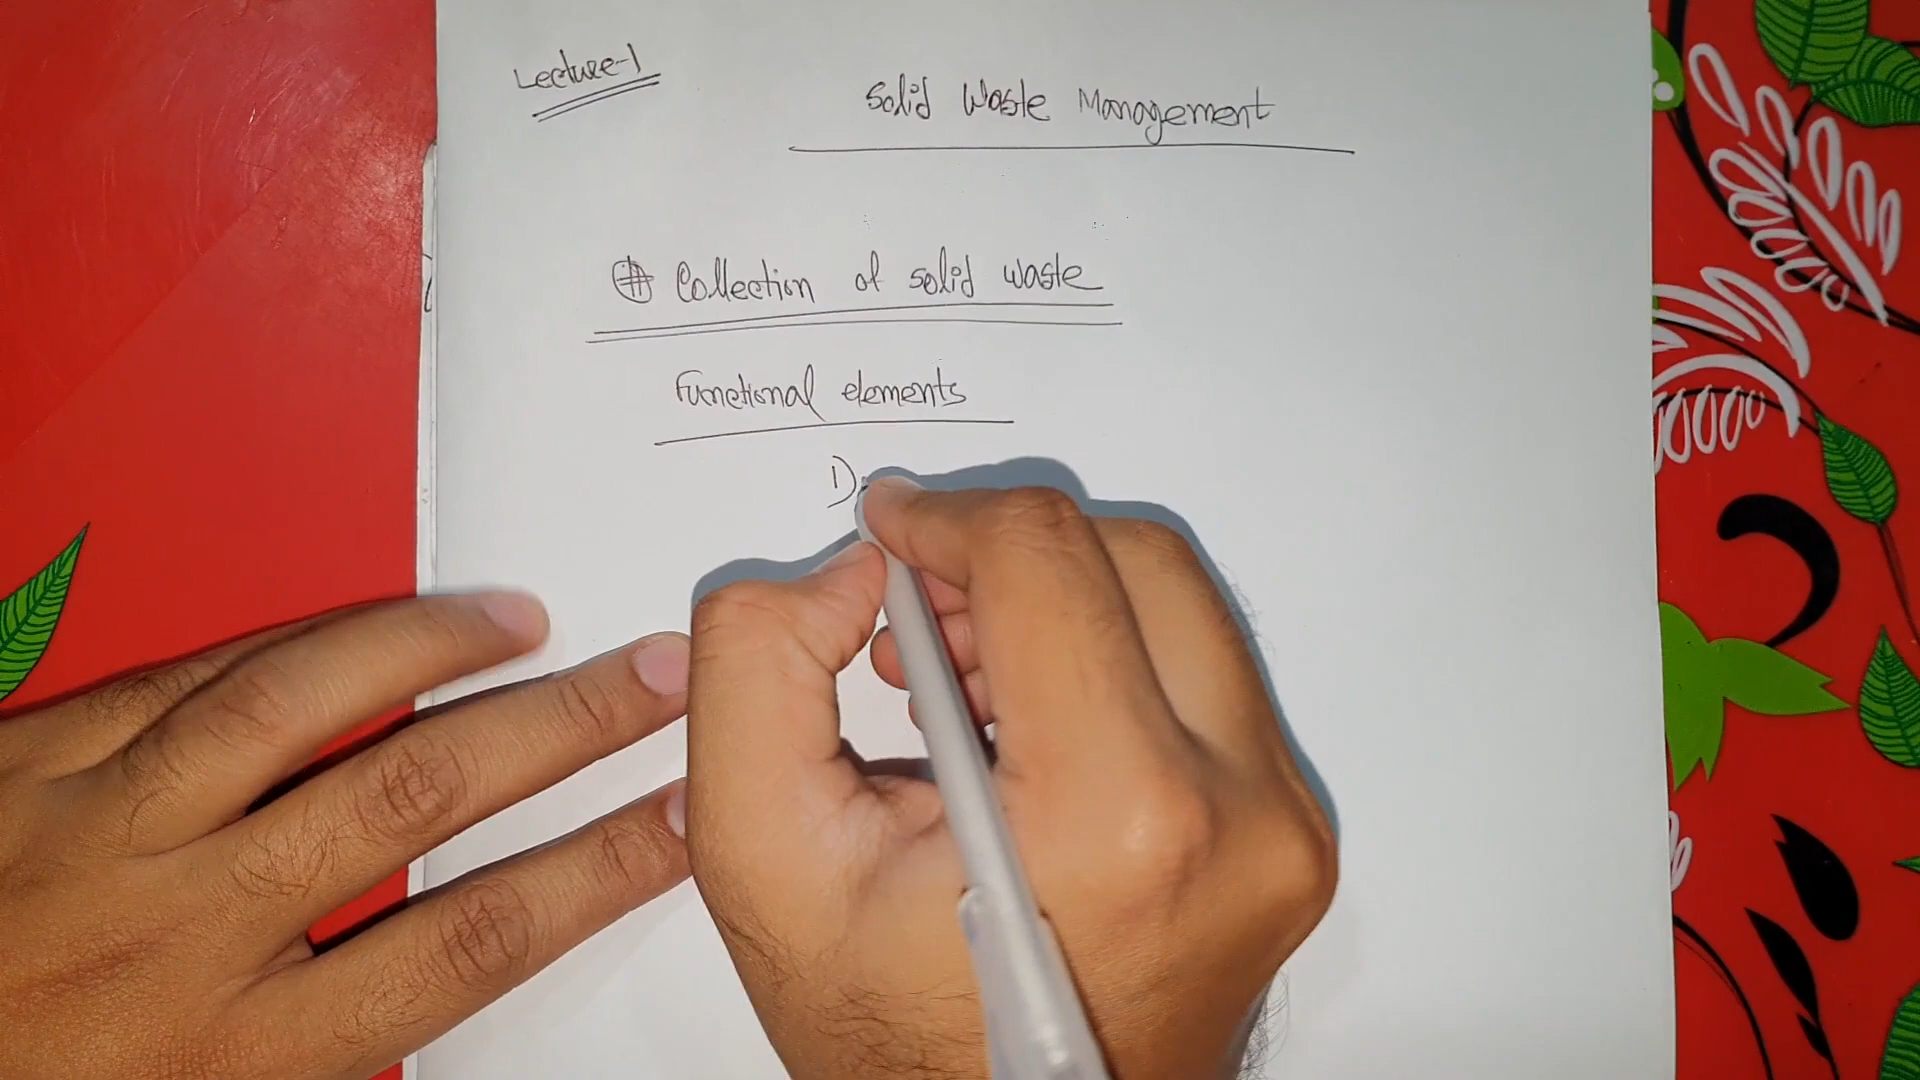 Lecture-1
Solid Waste Management
# Collection of solid waste
Functional elements
1)